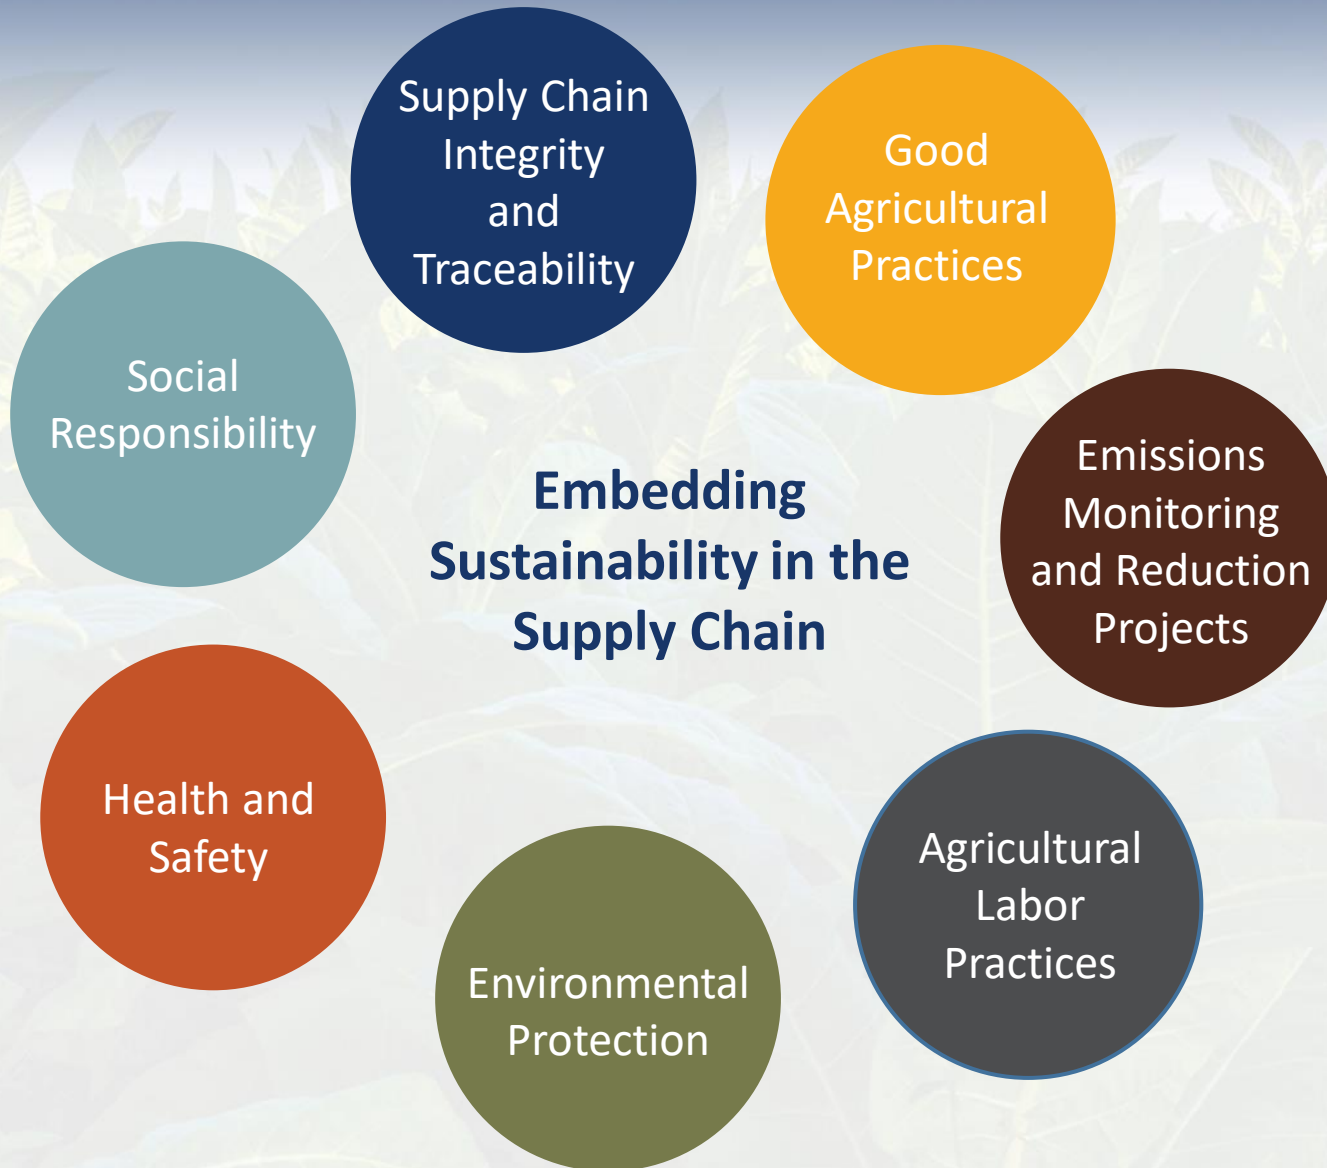 Supply Chain
Integrity
and
Traceability
Good
Agricultural
Practices
Social
Responsibility
Emissions
Monitoring
and Reduction
Projects
Embedding
Sustainability in the
Supply Chain
Health and
Safety
Agricultural
Labor
Practices
Environmental
Protection